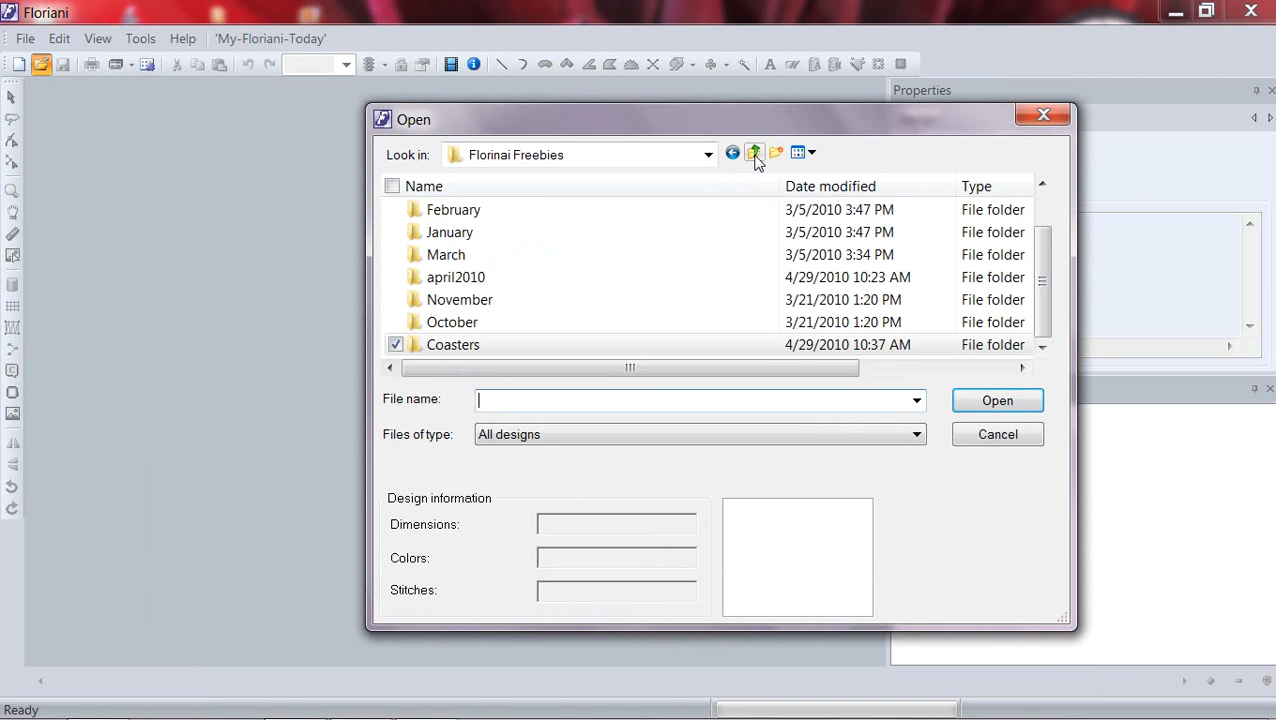 Floriani
File Edit View Tools Help 'My-Floriani-Today'
Properties
Open
Look in: Florinai Freebies
Name Date modified Type
February 3/5/2010 3:47 PM File folder
January 3/5/2010 3:47 PM File folder
March 3/5/2010 3:34 PM File folder
april2010 4/29/2010 10:23 AM File folder
November 3/21/2010 1:20 PM File folder
October 3/21/2010 1:20 PM File folder
Coasters 4/29/2010 10:37 AM File folder
File name: Open
Files of type: All designs Cancel
Design information
Dimensions:
Colors:
Stitches:
Ready